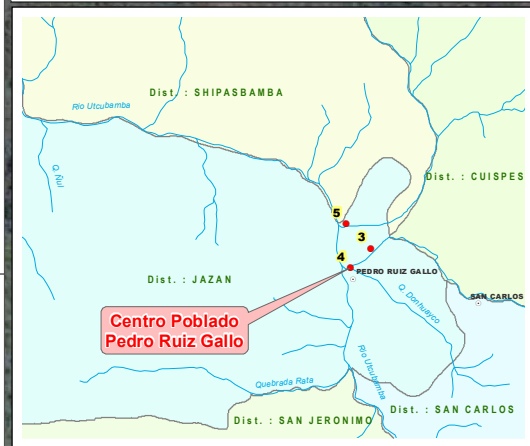 Dist. : SHIPASBAMBA
Río Utcubamba
Q. Ñul
Dist. : CUISPES
5
3
4
PEDRO RUIZ GALLO
Dist. : JAZAN
Q. Donhuayco
SAN CARLOS
Centro Poblado
Pedro Ruiz Gallo
Río Utcubamba
Quebrada Rata
Dist. : SAN CARLOS
Dist. : SAN JERONIMO